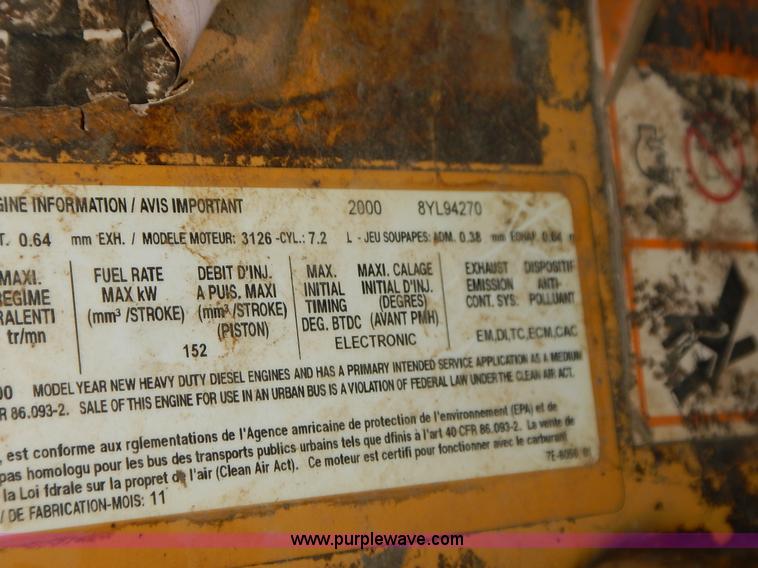 GINE INFORMATION / AVIS IMPORTANT 2000 8YL94270
T. 0.64 mm EXH. / MODELE MOTEUR: 3126 -CYL.: 7.2 L - JEU SOUPAPES: ADM. 0.38 mm ECHAP. 0.64
MAXI. FUEL RATE DEBIT D'INJ. MAX. MAXI. CALAGE EXHAUST DISPOSITIF
REGIME MAX kW A PUIS. MAXI INITIAL INITIAL D'INJ. EMISSION ANTI-
RALENTI (mm³ /STROKE) (mm³ /STROKE) TIMING (DEGRES) CONT. SYS. POLLUANT
tr/mn (PISTON) DEG. BTDC (AVANT PMH)
152 ELECTRONIC EM,DI,TC,ECM,CAC
00 MODEL YEAR NEW HEAVY DUTY DIESEL ENGINES AND HAS A PRIMARY INTENDED SERVICE APPLICATION AS A MEDIUM
FR 86.093-2. SALE OF THIS ENGINE FOR USE IN AN URBAN BUS IS A VIOLATION OF FEDERAL LAW UNDER THE CLEAN AIR ACT.
, est conforme aux rglementations de l'Agence amricaine de protection de l'environnement (EPA) et de
pas homologu pour les bus des transports publics urbains tels que dfinis à l'art 40 CFR 86.093-2. La vente de
la Loi fdrale sur la propret de l'air (Clean Air Act). Ce moteur est certifi pour fonctionner avec le carburant
/ DE FABRICATION-MOIS: 11
www.purplewave.com